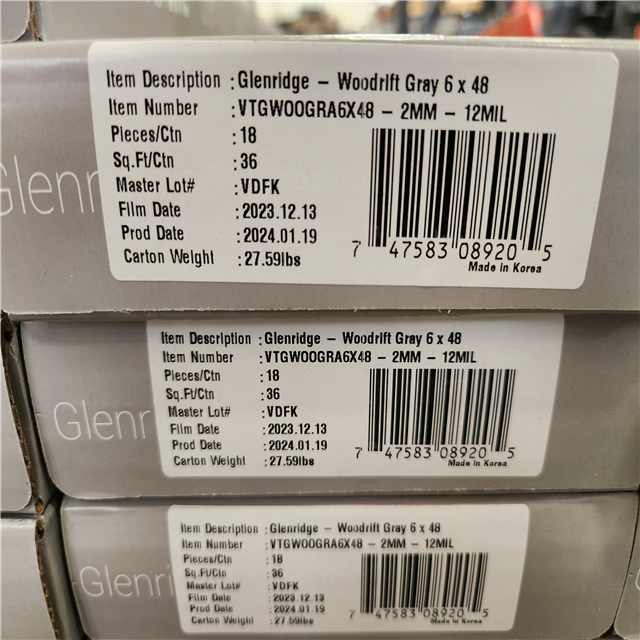 Item Description : Glenridge – Woodrift Gray 6 x 48
Item Number : VTGWOOGRA6X48 – 2MM – 12MIL
Pieces/Ctn : 18
Sq.Ft/Ctn : 36
Master Lot# : VDFK
Film Date : 2023.12.13
Prod Date : 2024.01.19
Carton Weight : 27.59lbs
7 47583 08920 5
Made in Korea
Glenr
Item Description : Glenridge – Woodrift Gray 6 x 48
Item Number : VTGWOOGRA6X48 – 2MM – 12MIL
Pieces/Ctn : 18
Sq.Ft/Ctn : 36
Master Lot# : VDFK
Film Date : 2023.12.13
Prod Date : 2024.01.19
Carton Weight : 27.59lbs
7 47583 08920 5
Made in Korea
Glenr
Item Description : Glenridge – Woodrift Gray 6 x 48
Item Number : VTGWOOGRA6X48 – 2MM – 12MIL
Pieces/Ctn : 18
Sq.Ft/Ctn : 36
Master Lot# : VDFK
Film Date : 2023.12.13
Prod Date : 2024.01.19
Carton Weight : 27.59lbs
7 47583 08920 5
Made in Korea
Glenri